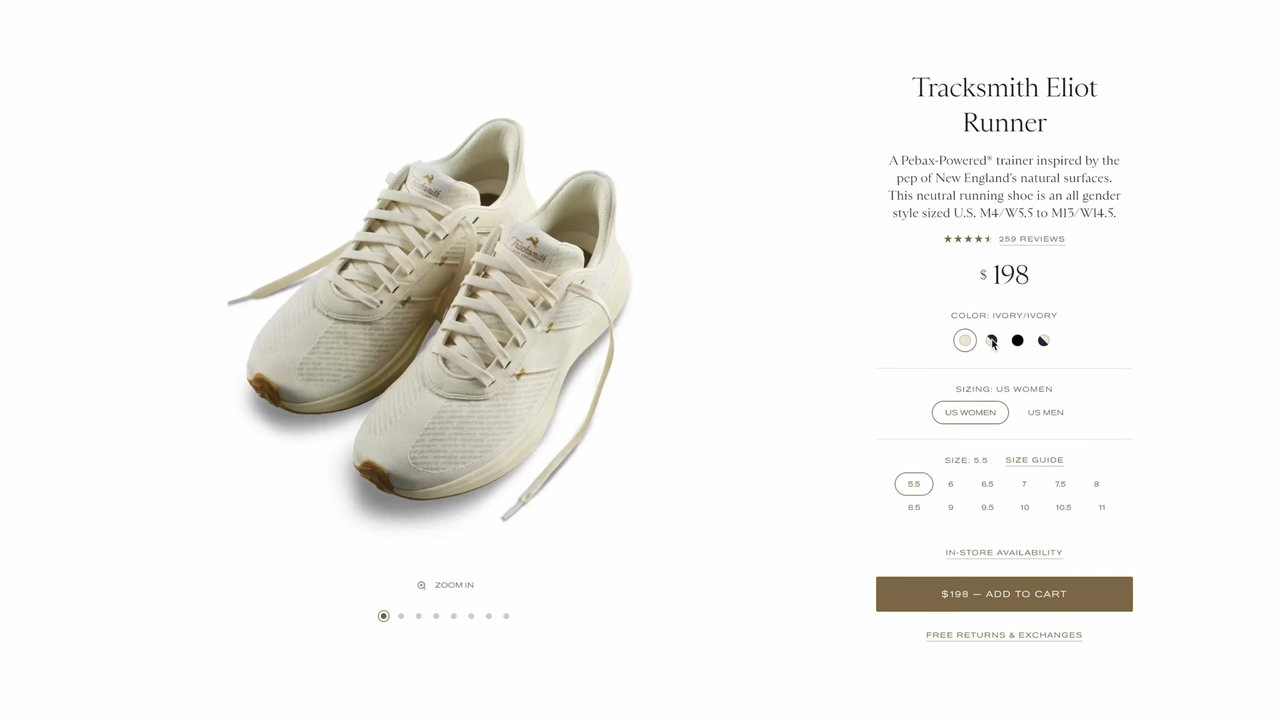 Tracksmith Eliot
Runner
A Pebax-Powered® trainer inspired by the
pep of New England's natural surfaces.
This neutral running shoe is an all gender
style sized U.S. M4/W5.5 to M13/W14.5.
259 REVIEWS
$ 198
COLOR: IVORY/IVORY
SIZING: US WOMEN
US WOMEN US MEN
SIZE: 5.5 SIZE GUIDE
5.5 6 6.5 7 7.5 8
8.5 9 9.5 10 10.5 11
IN-STORE AVAILABILITY
$198 — ADD TO CART
FREE RETURNS & EXCHANGES
Tracksmith
Tracksmith
ZOOM IN